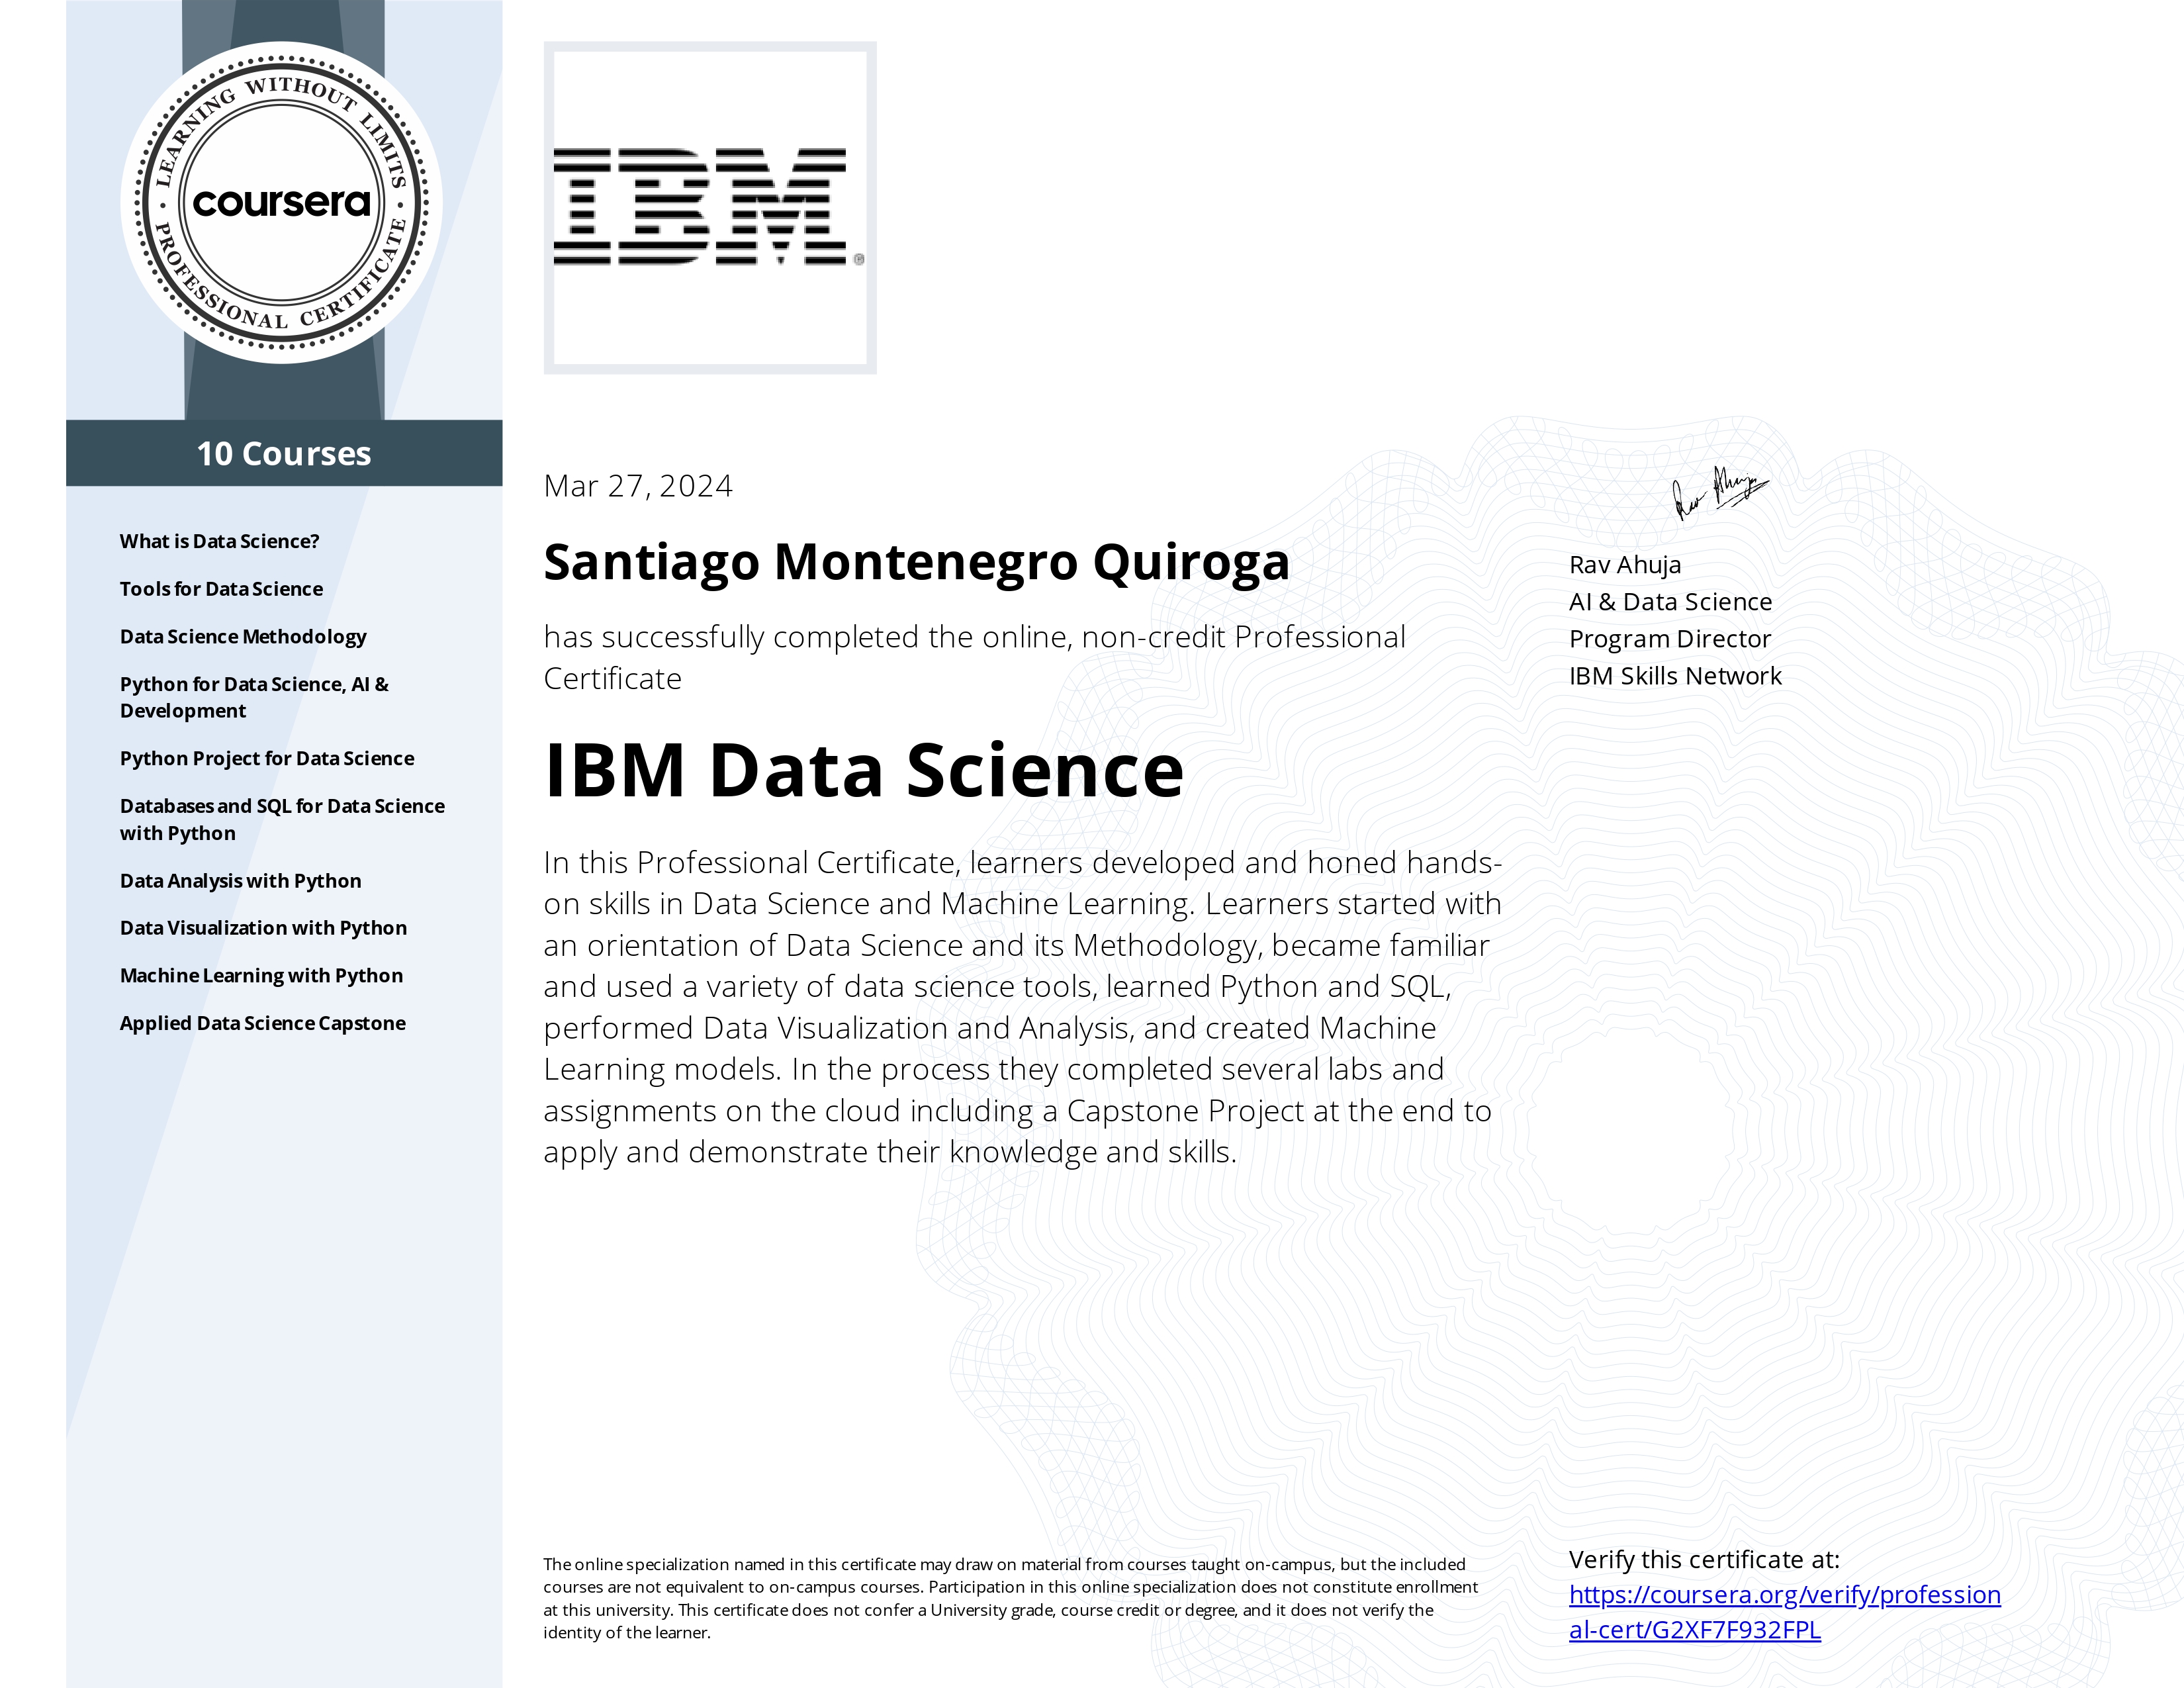 LEARNING WITHOUT LIMITS
coursera
PROFESSIONAL CERTIFICATE
10 Courses
What is Data Science?
Tools for Data Science
Data Science Methodology
Python for Data Science, AI &
Development
Python Project for Data Science
Databases and SQL for Data Science
with Python
Data Analysis with Python
Data Visualization with Python
Machine Learning with Python
Applied Data Science Capstone
IBM®
Mar 27, 2024
Santiago Montenegro Quiroga
has successfully completed the online, non-credit Professional
Certificate
IBM Data Science
In this Professional Certificate, learners developed and honed hands-
on skills in Data Science and Machine Learning. Learners started with
an orientation of Data Science and its Methodology, became familiar
and used a variety of data science tools, learned Python and SQL,
performed Data Visualization and Analysis, and created Machine
Learning models. In the process they completed several labs and
assignments on the cloud including a Capstone Project at the end to
apply and demonstrate their knowledge and skills.
The online specialization named in this certificate may draw on material from courses taught on-campus, but the included
courses are not equivalent to on-campus courses. Participation in this online specialization does not constitute enrollment
at this university. This certificate does not confer a University grade, course credit or degree, and it does not verify the
identity of the learner.
Rav Ahuja
Rav Ahuja
AI & Data Science
Program Director
IBM Skills Network
Verify this certificate at:
https://coursera.org/verify/profession
al-cert/G2XF7F932FPL